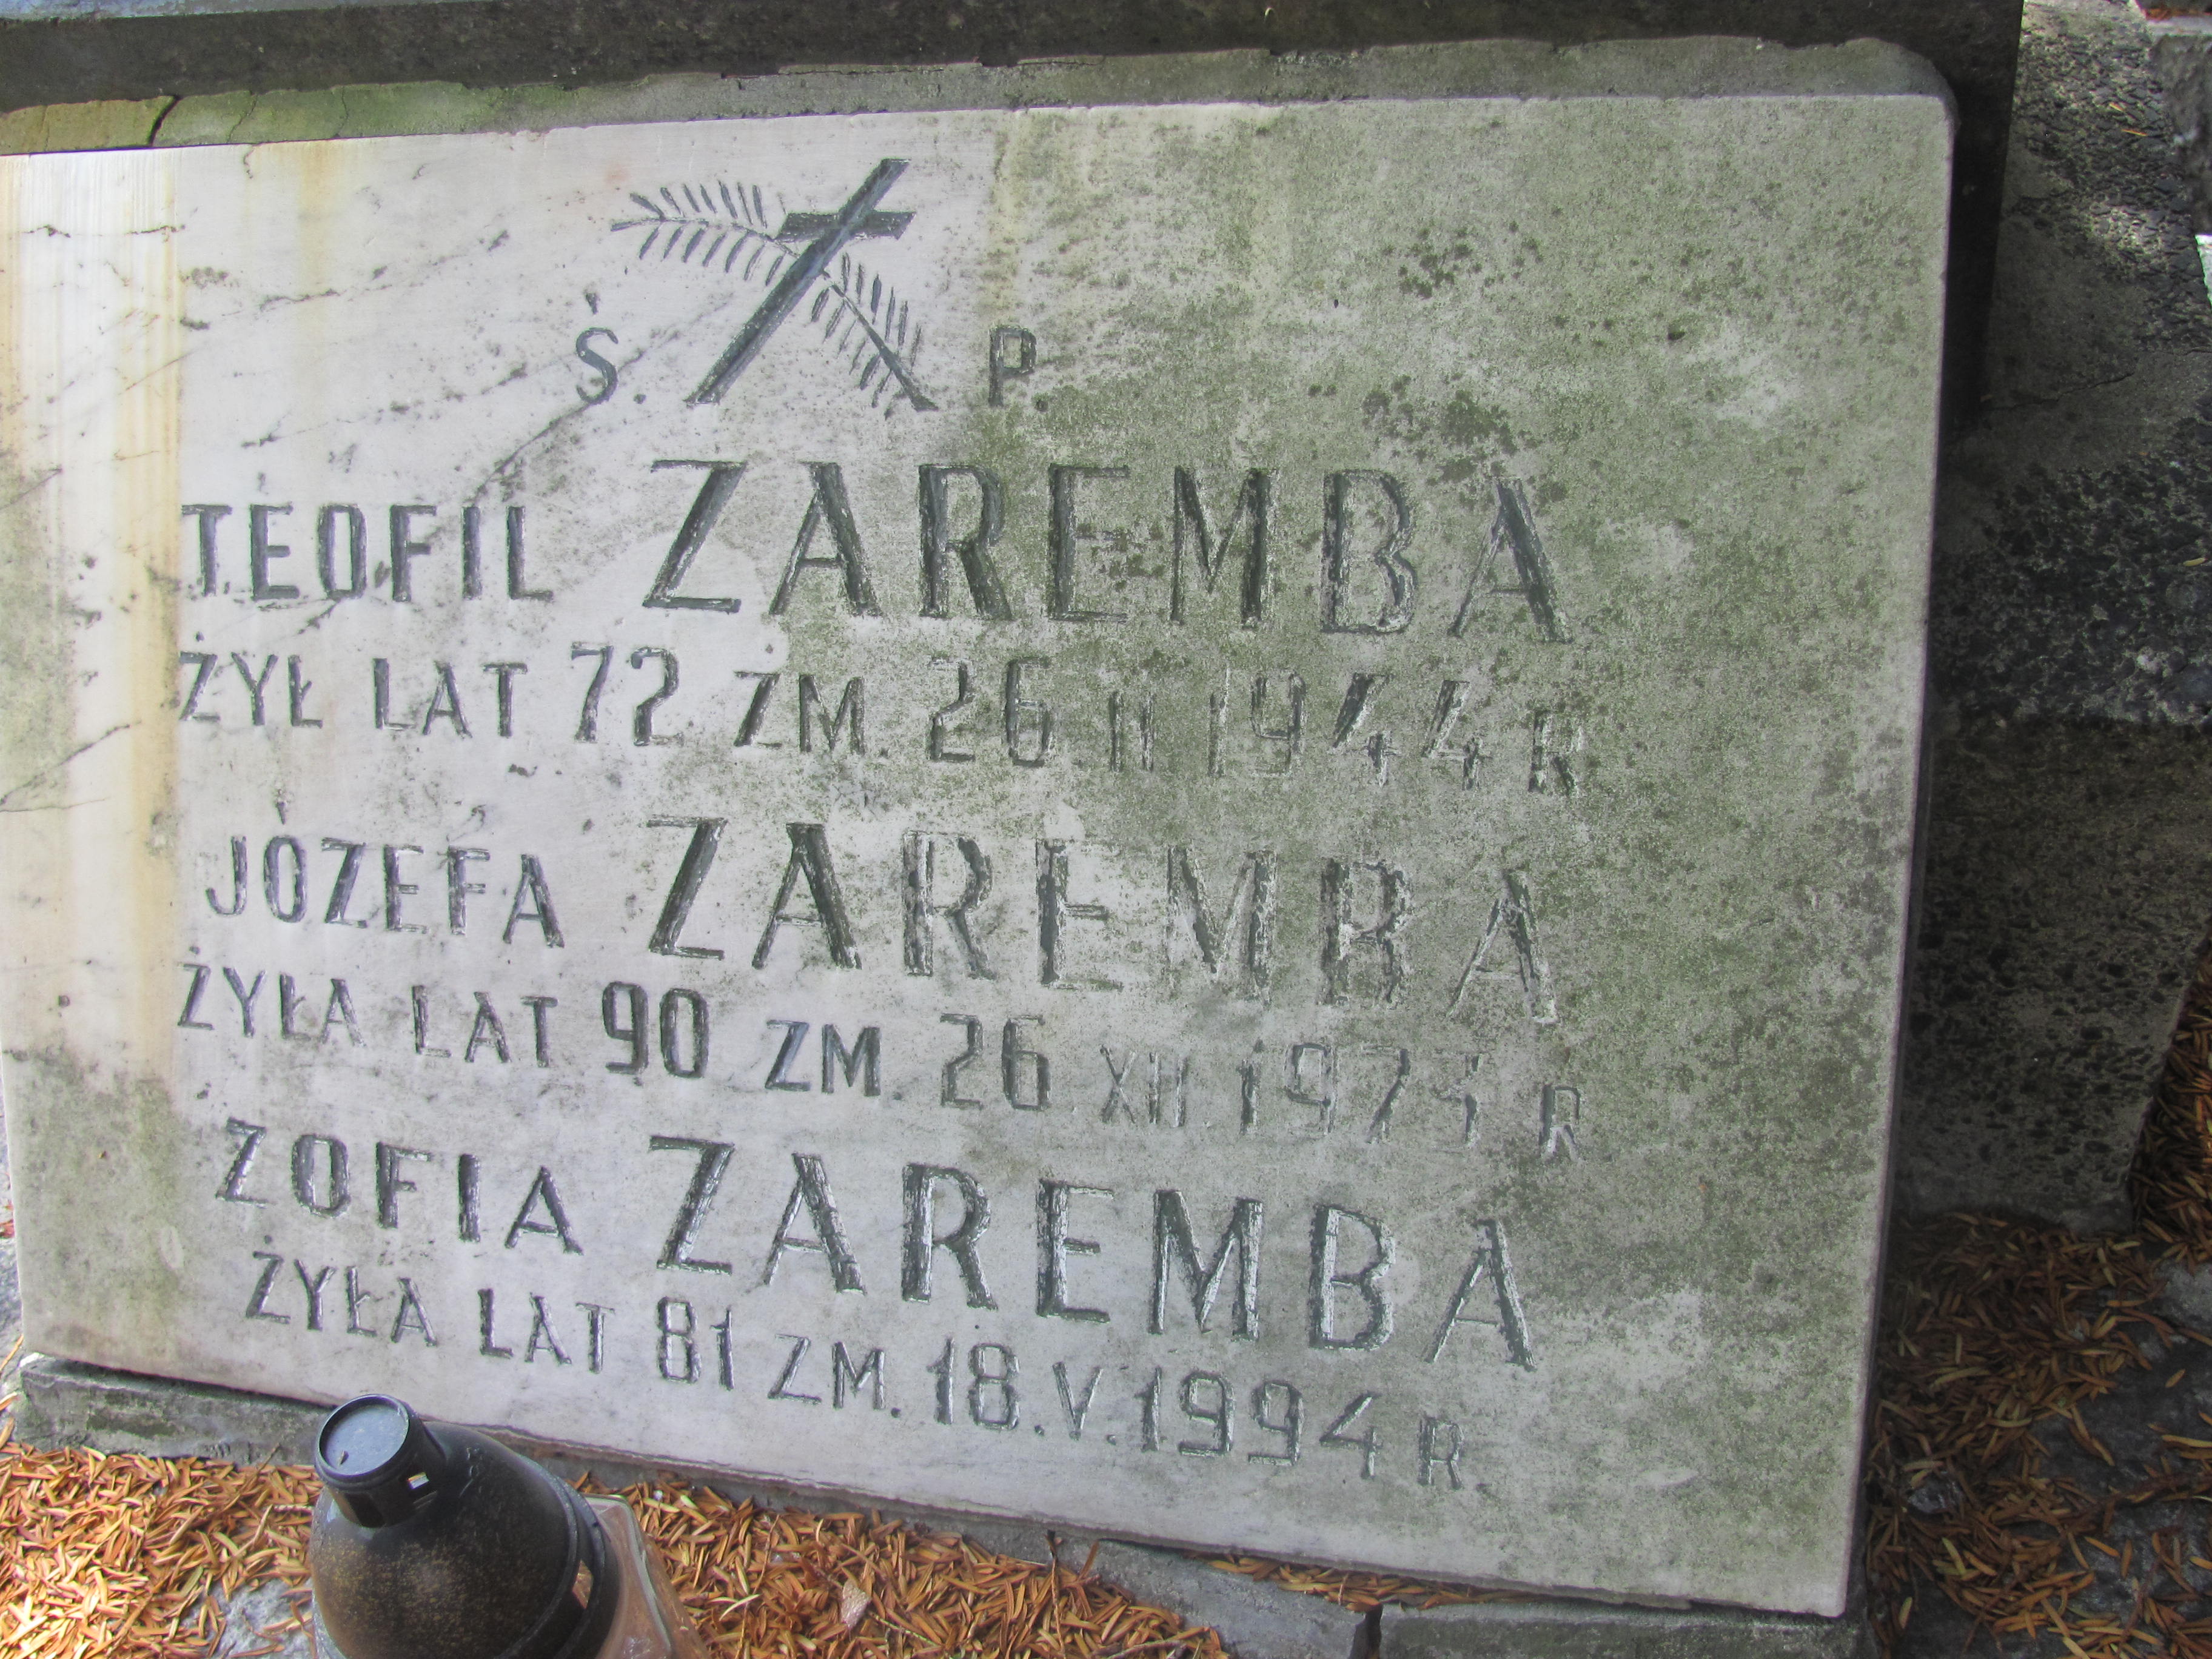 Ś. P.
TEOFIL ZAREMBA
ŻYŁ LAT 72 ZM. 26 II 1944 R
JÓZEFA ZAREMBA
ŻYŁA LAT 90 ZM. 26 XII 1973 R
ZOFIA ZAREMBA
ŻYŁA LAT 81 ZM. 18.V.1994 R